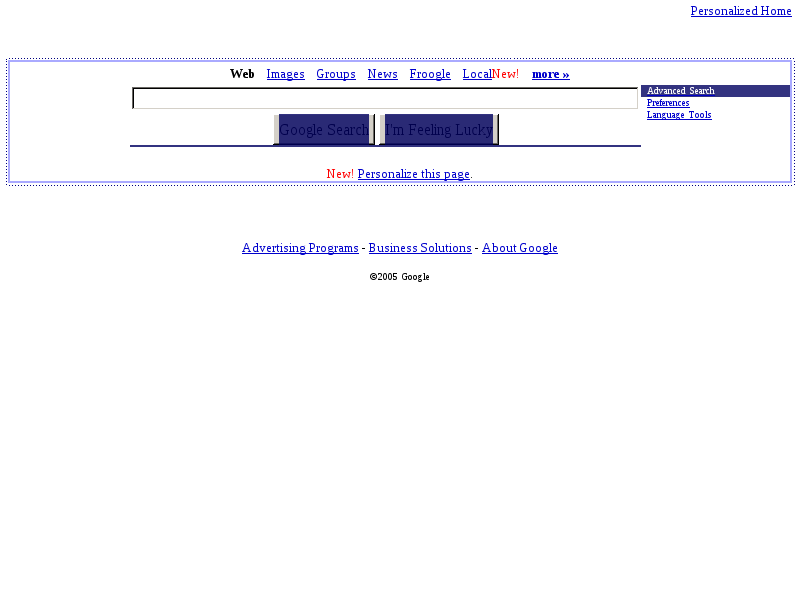 Personalized Home
Web Images Groups News Froogle LocalNew! more »
Advanced Search
Preferences
Language Tools
Google Search I'm Feeling Lucky
New! Personalize this page.
Advertising Programs - Business Solutions - About Google
©2005 Google